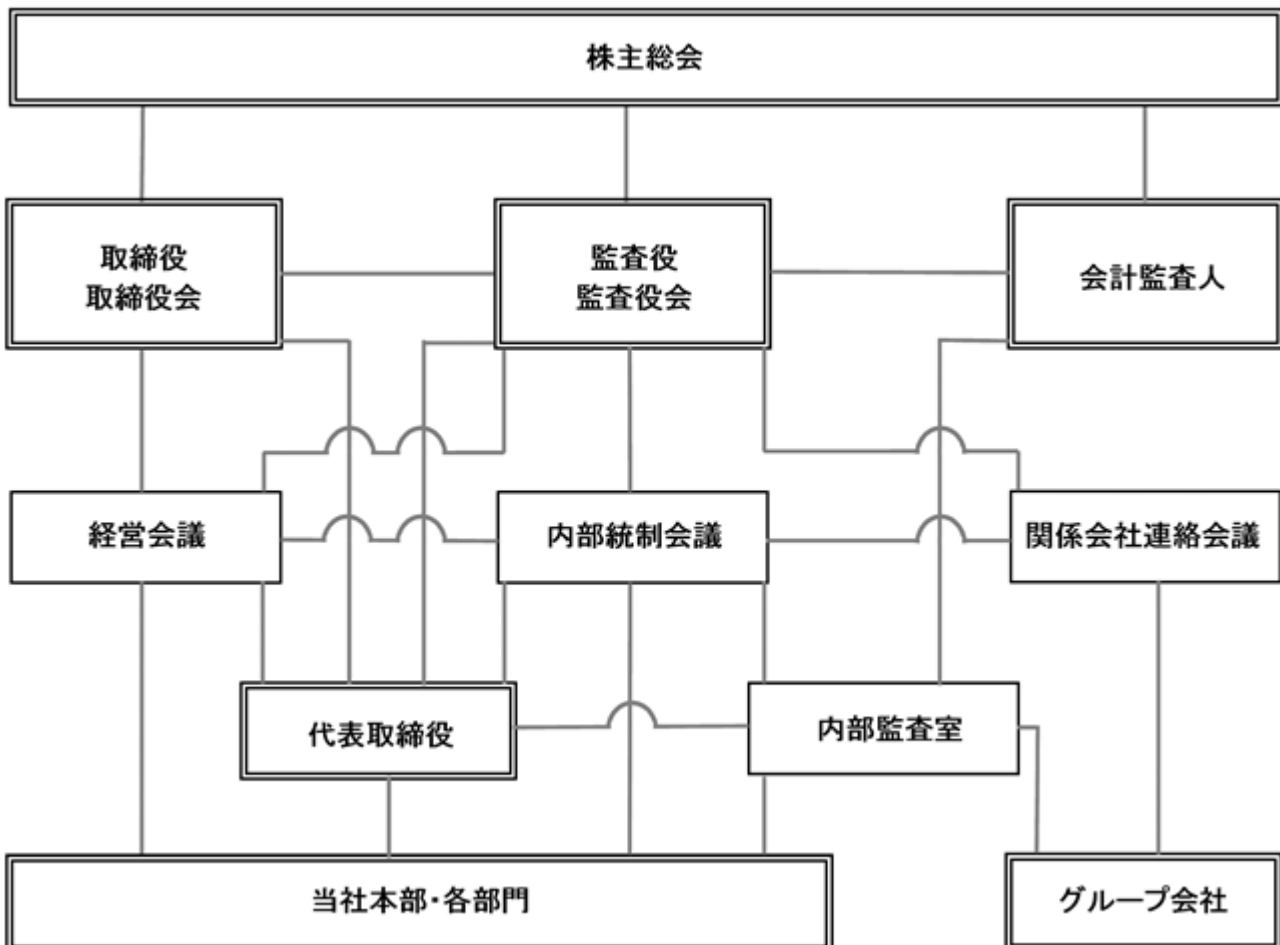 株主総会
取締役
取締役会
監査役
監査役会
会計監査人
経営会議
内部統制会議
関係会社連絡会議
代表取締役
内部監査室
当社本部・各部門
グループ会社